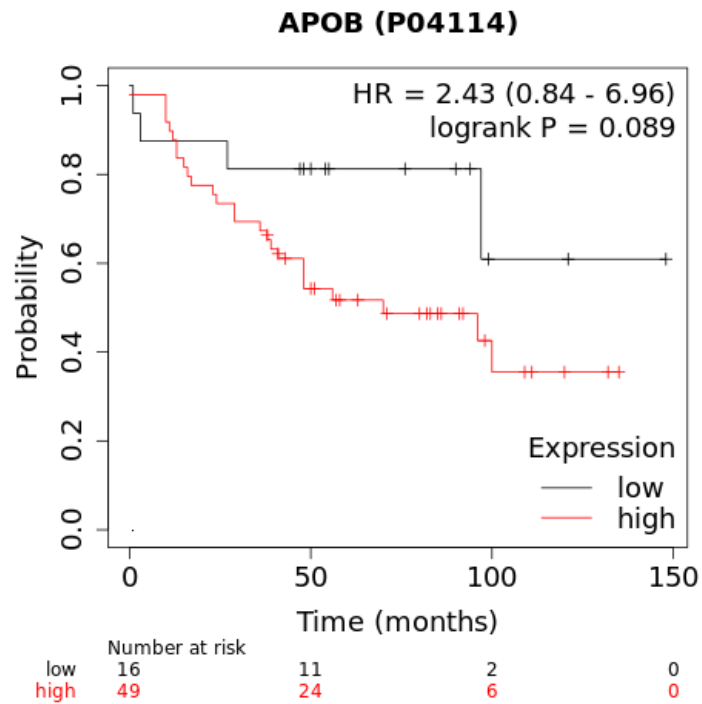 APOB (P04114)
HR = 2.43 (0.84 - 6.96)
logrank P = 0.089
1.0
0.8
0.6
0.4
0.2
0.0
Probability
Expression
low
high
0 50 100 150
Time (months)
Number at risk
low 16 11 2 0
high 49 24 6 0